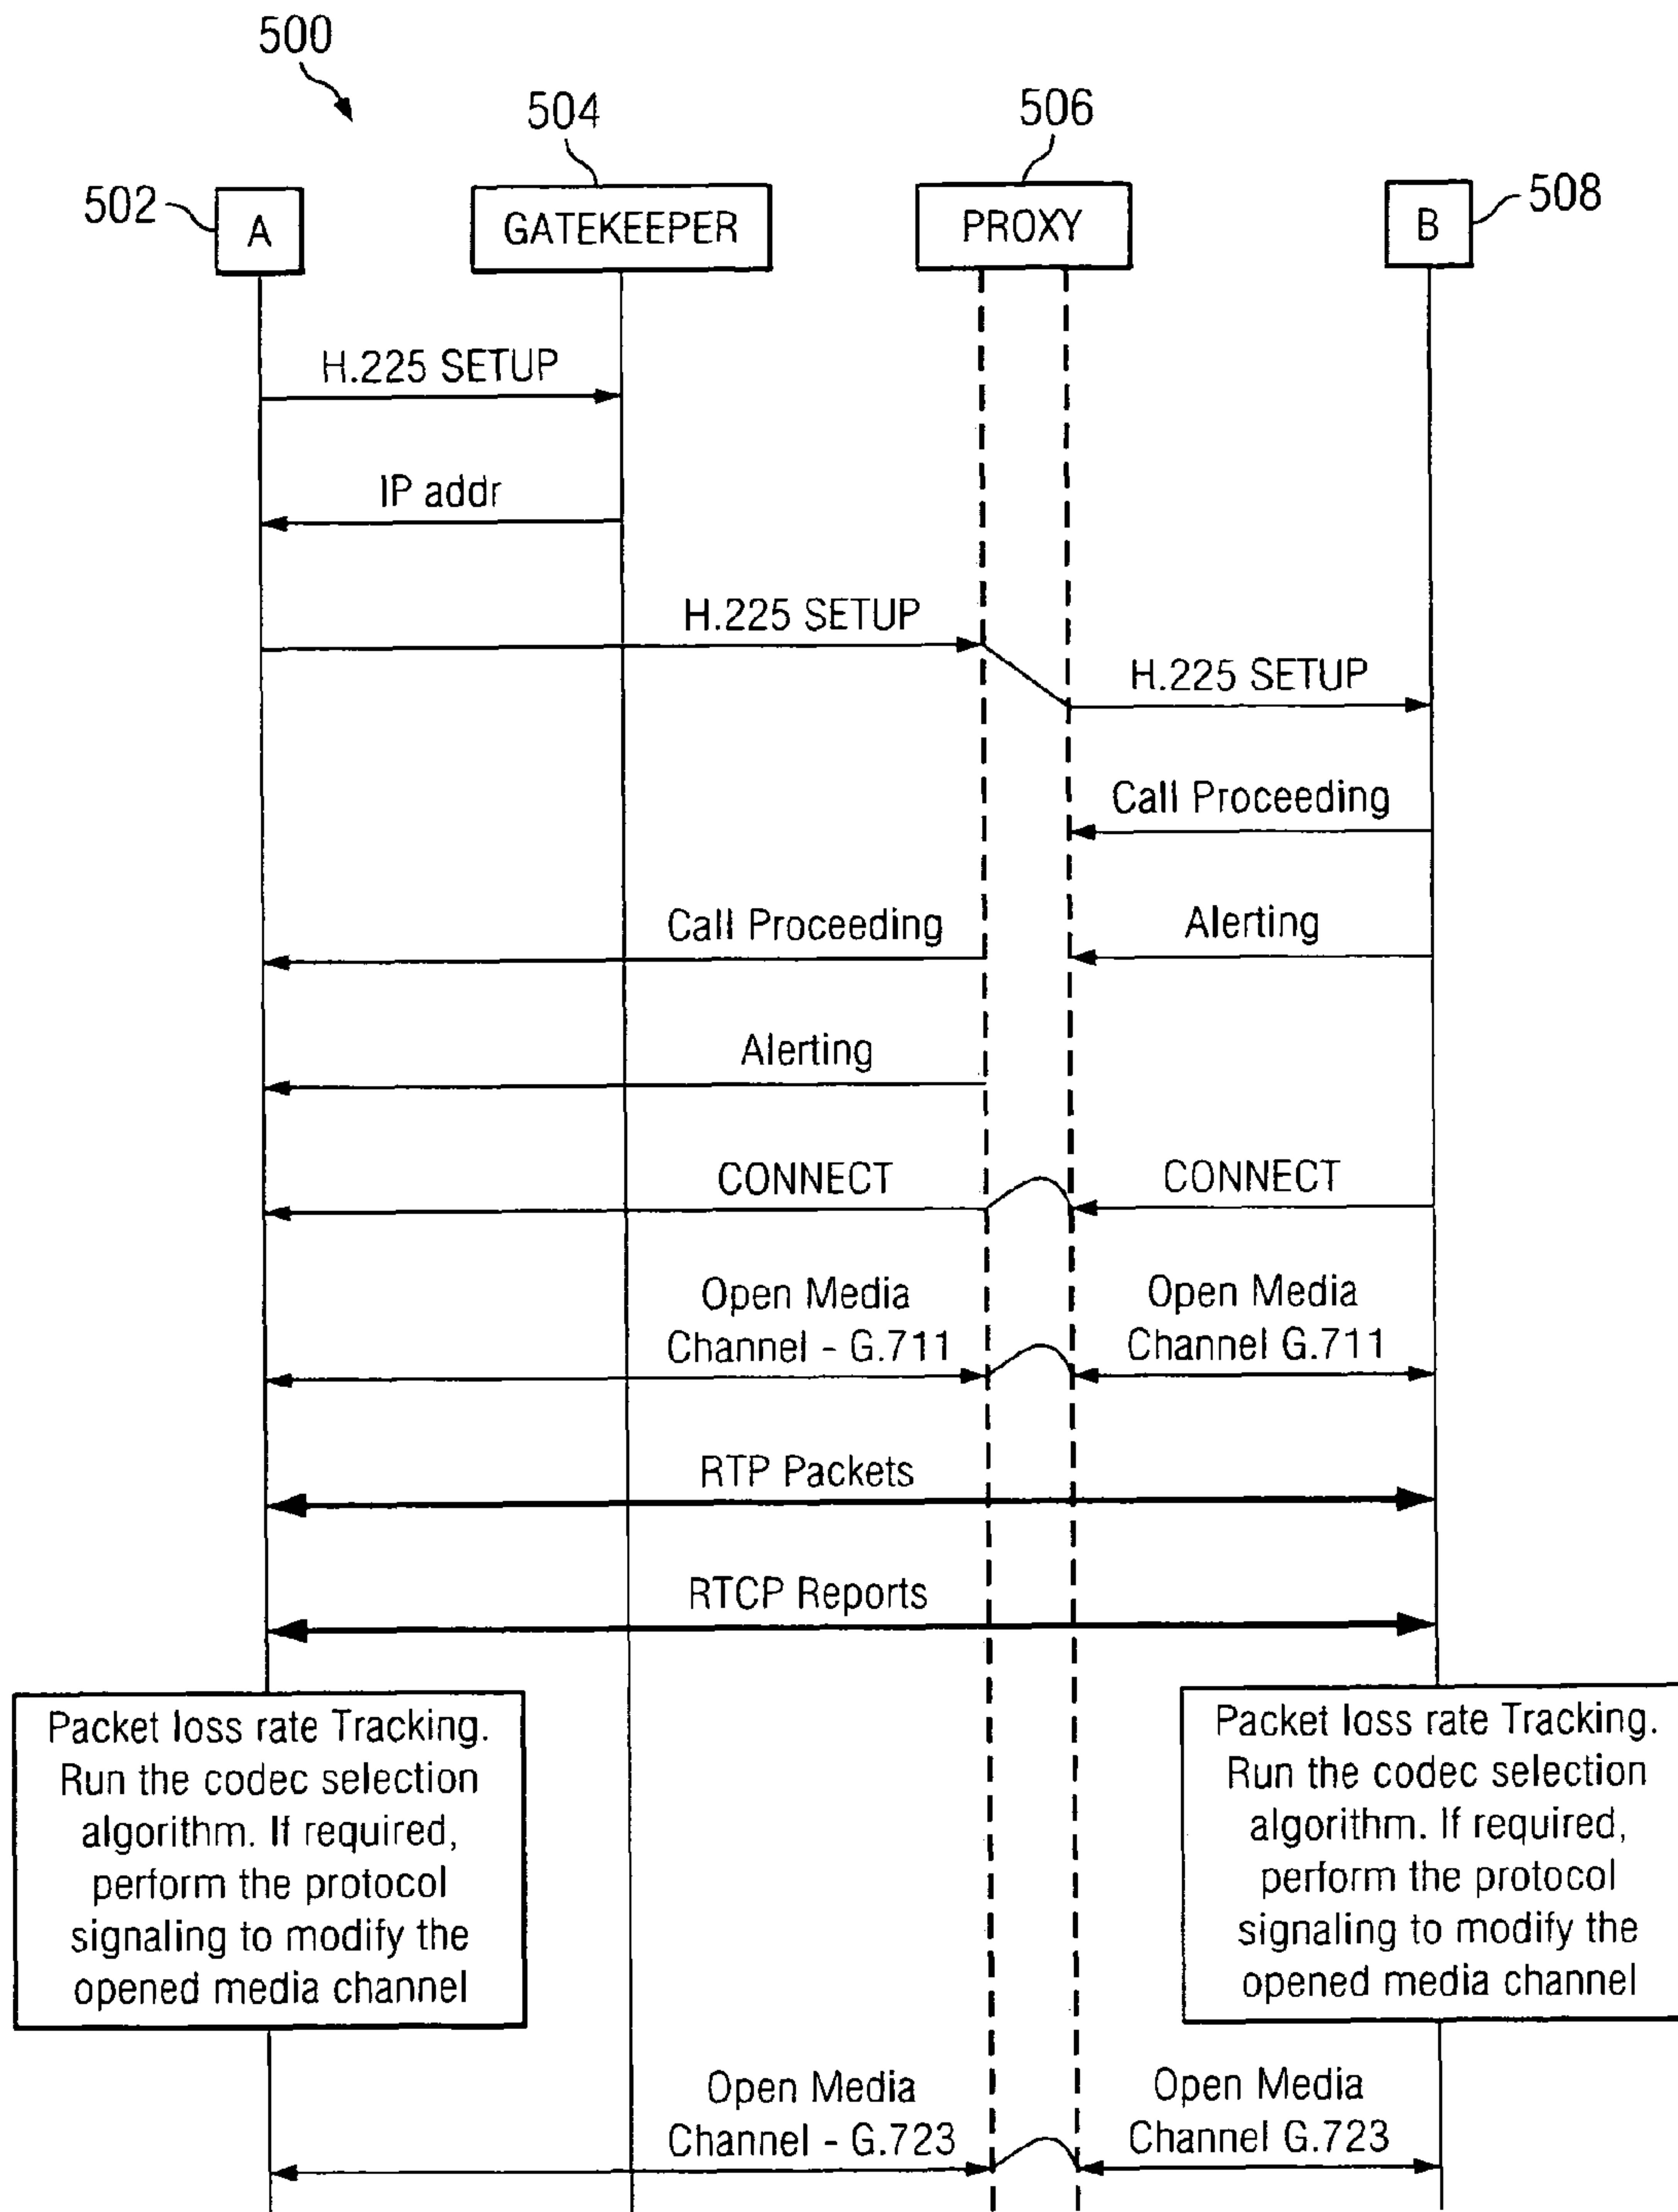 500
504
506
502
A
GATEKEEPER
PROXY
B
508
H.225 SETUP
IP addr
H.225 SETUP
H.225 SETUP
Call Proceeding
Call Proceeding
Alerting
Alerting
CONNECT
CONNECT
Open Media
Channel - G.711
Open Media
Channel G.711
RTP Packets
RTCP Reports
Packet loss rate Tracking.
Run the codec selection
algorithm. If required,
perform the protocol
signaling to modify the
opened media channel
Packet loss rate Tracking.
Run the codec selection
algorithm. If required,
perform the protocol
signaling to modify the
opened media channel
Open Media
Channel - G.723
Open Media
Channel G.723